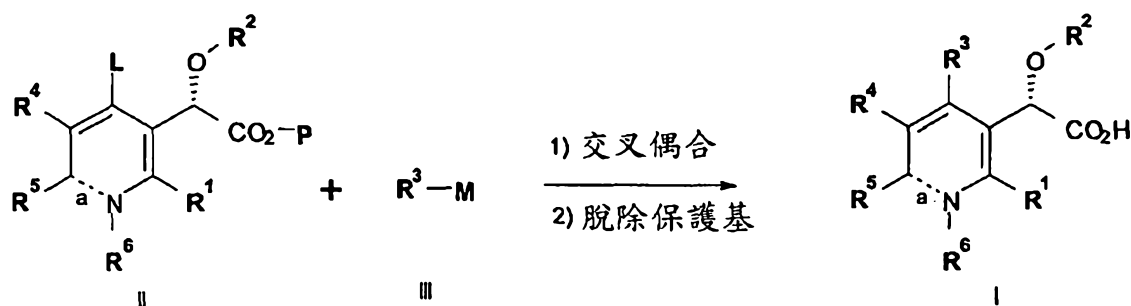 L
R⁴
O
R²
CO₂–P
R⁵
a
N
R¹
R⁶
II
+
R³–M
III
1) 交叉偶合
2) 脫除保護基
R³
R⁴
O
R²
CO₂H
R⁵
a
N
R¹
R⁶
I